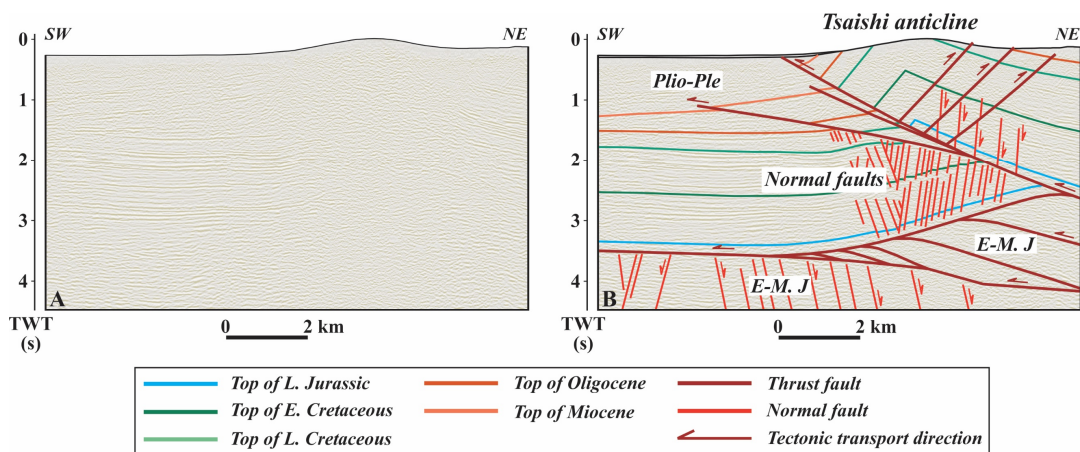 SW
NE
0
1
2
3
4
A
TWT
(s)
0
2 km
Tsaishi anticline
SW
NE
0
1
2
3
4
Plio-Ple
Normal faults
E-M. J
E-M. J
B
TWT
(s)
0
2 km
Top of L. Jurassic
Top of E. Cretaceous
Top of L. Cretaceous
Top of Oligocene
Top of Miocene
Thrust fault
Normal fault
Tectonic transport direction